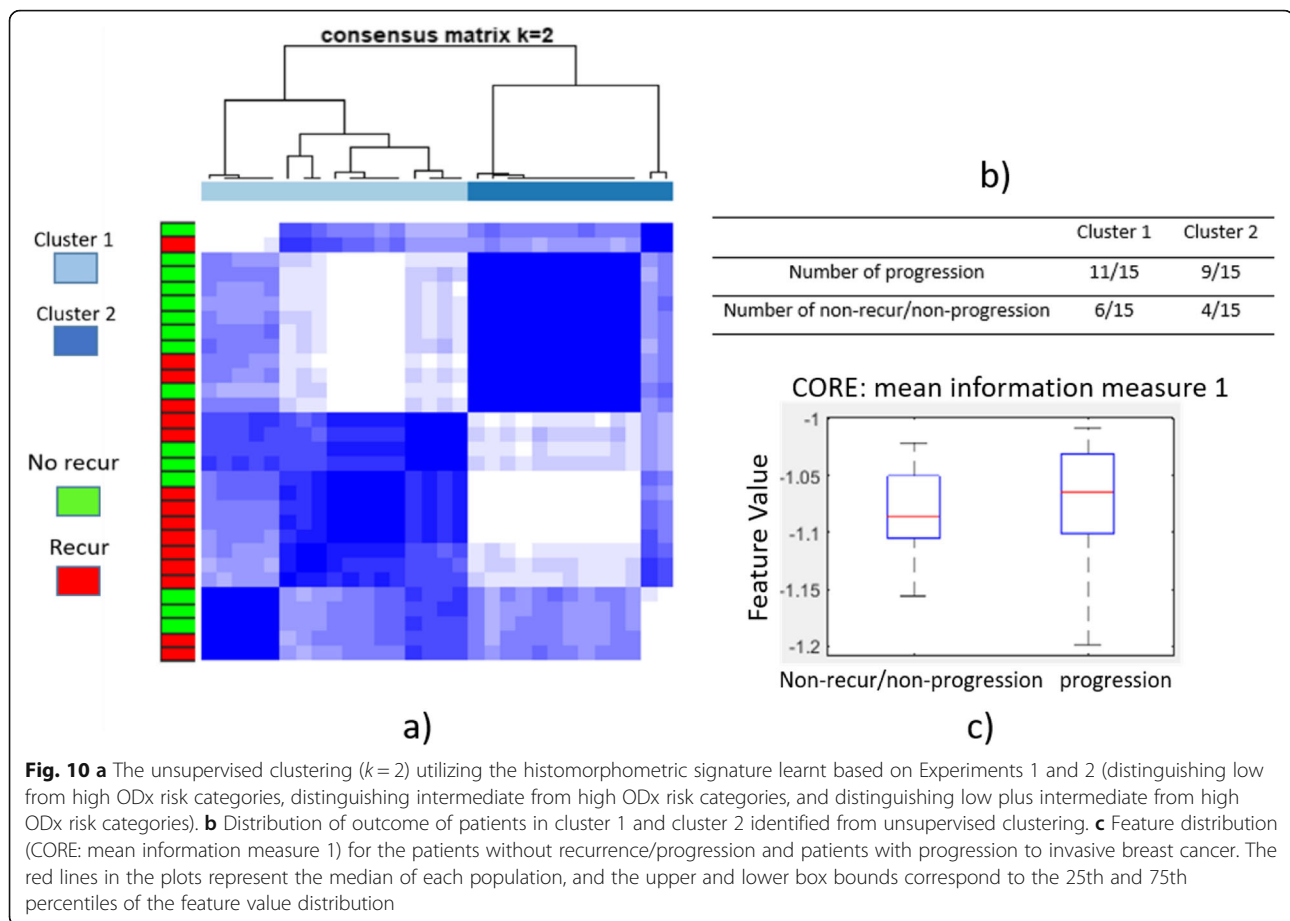 consensus matrix k=2
Cluster 1
Cluster 2
No recur
Recur
a)
b)
Cluster 1 Cluster 2
Number of progression 11/15 9/15
Number of non-recur/non-progression 6/15 4/15
CORE: mean information measure 1
Feature Value
-1
-1.05
-1.1
-1.15
-1.2
Non-recur/non-progression progression
c)
Fig. 10 a The unsupervised clustering (k = 2) utilizing the histomorphometric signature learnt based on Experiments 1 and 2 (distinguishing low
from high ODx risk categories, distinguishing intermediate from high ODx risk categories, and distinguishing low plus intermediate from high
ODx risk categories). b Distribution of outcome of patients in cluster 1 and cluster 2 identified from unsupervised clustering. c Feature distribution
(CORE: mean information measure 1) for the patients without recurrence/progression and patients with progression to invasive breast cancer. The
red lines in the plots represent the median of each population, and the upper and lower box bounds correspond to the 25th and 75th
percentiles of the feature value distribution